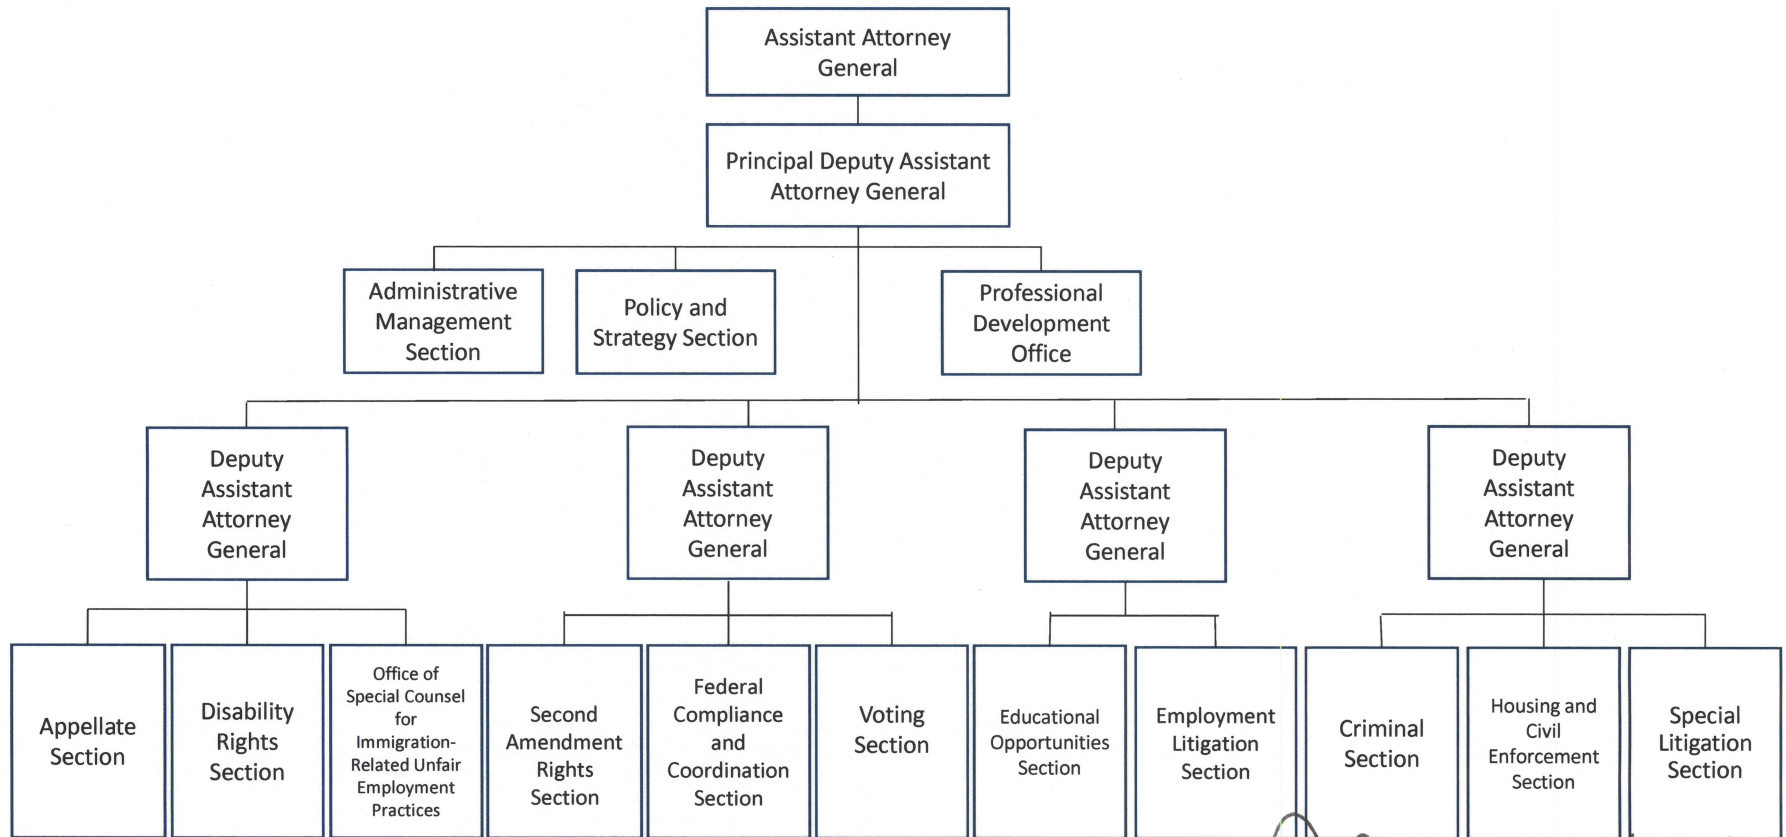 Assistant Attorney
General
Principal Deputy Assistant
Attorney General
Administrative
Management
Section
Policy and
Strategy Section
Professional
Development
Office
Deputy
Assistant
Attorney
General
Deputy
Assistant
Attorney
General
Deputy
Assistant
Attorney
General
Deputy
Assistant
Attorney
General
Appellate
Section
Disability
Rights
Section
Office of
Special Counsel
for
Immigration-
Related Unfair
Employment
Practices
Second
Amendment
Rights
Section
Federal
Compliance
and
Coordination
Section
Voting
Section
Educational
Opportunities
Section
Employment
Litigation
Section
Criminal
Section
Housing and
Civil
Enforcement
Section
Special
Litigation
Section